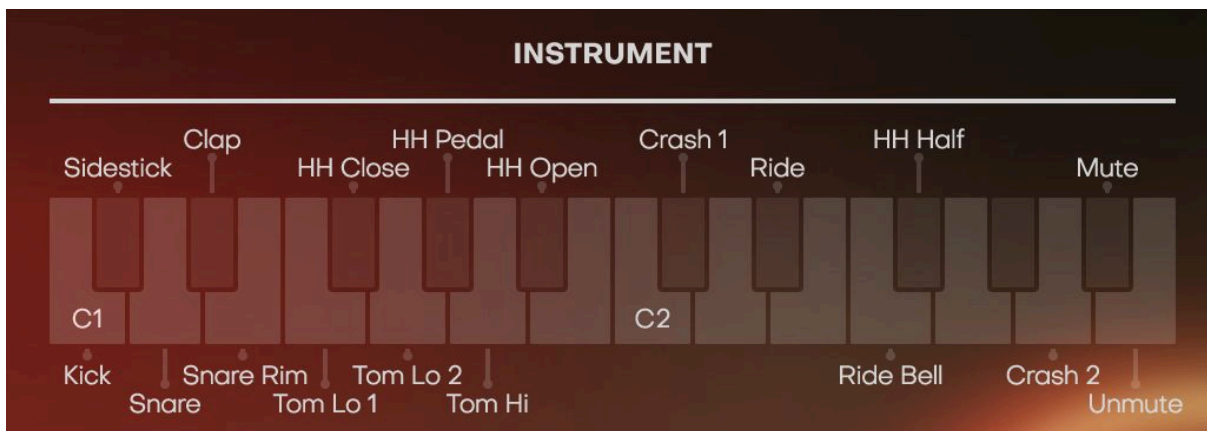 INSTRUMENT
Clap HH Pedal Crash 1 HH Half
Sidestick HH Close HH Open Ride Mute
C1 C2
Kick Snare Rim Tom Lo 2 Ride Bell Crash 2
Snare Tom Lo 1 Tom Hi Unmute